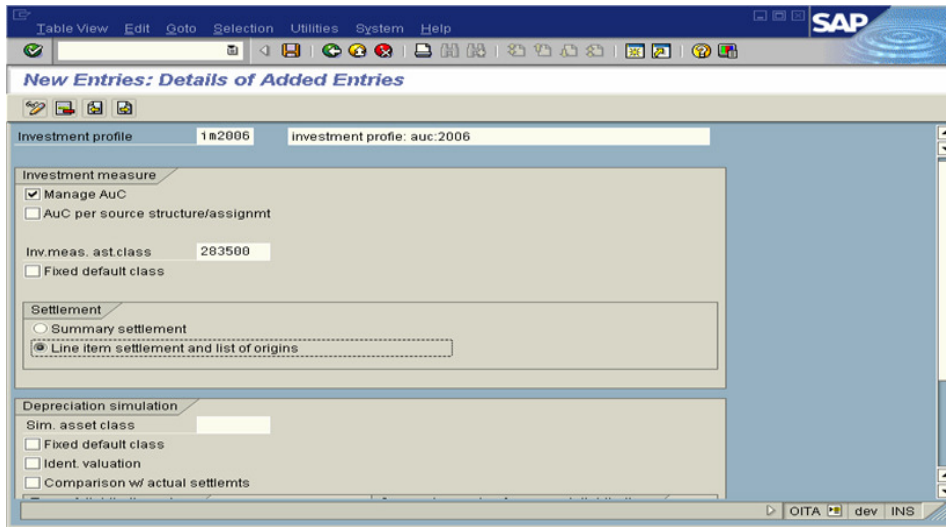 Table View Edit Goto Selection Utilities System Help
SAP
New Entries: Details of Added Entries
Investment profile im2006 investment profie: auc:2006
Investment measure
Manage AuC
AuC per source structure/assignmt
Inv.meas. ast.class 283500
Fixed default class
Settlement
Summary settlement
Line item settlement and list of origins
Depreciation simulation
Sim. asset class
Fixed default class
Ident. valuation
Comparison w/ actual settlemts
OITA dev INS